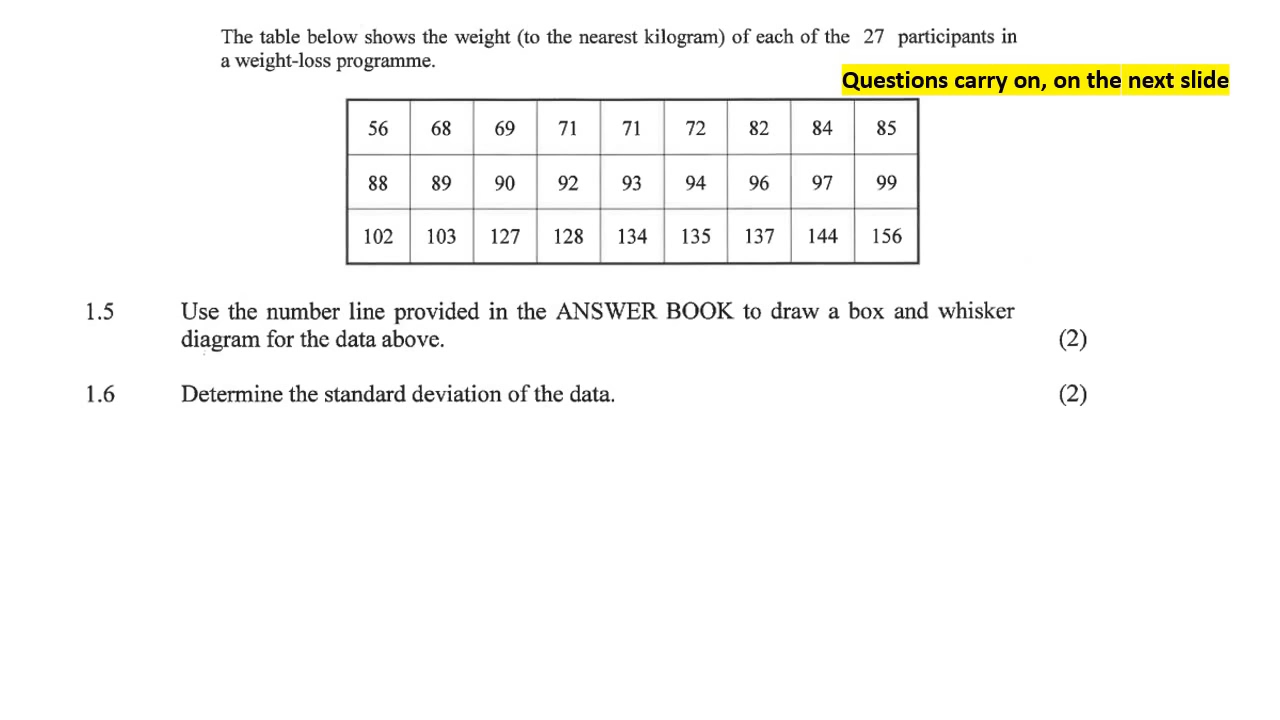 The table below shows the weight (to the nearest kilogram) of each of the 27 participants in
a weight-loss programme.
Questions carry on, on the next slide
56 68 69 71 71 72 82 84 85
88 89 90 92 93 94 96 97 99
102 103 127 128 134 135 137 144 156
1.5 Use the number line provided in the ANSWER BOOK to draw a box and whisker
diagram for the data above. (2)
1.6 Determine the standard deviation of the data. (2)